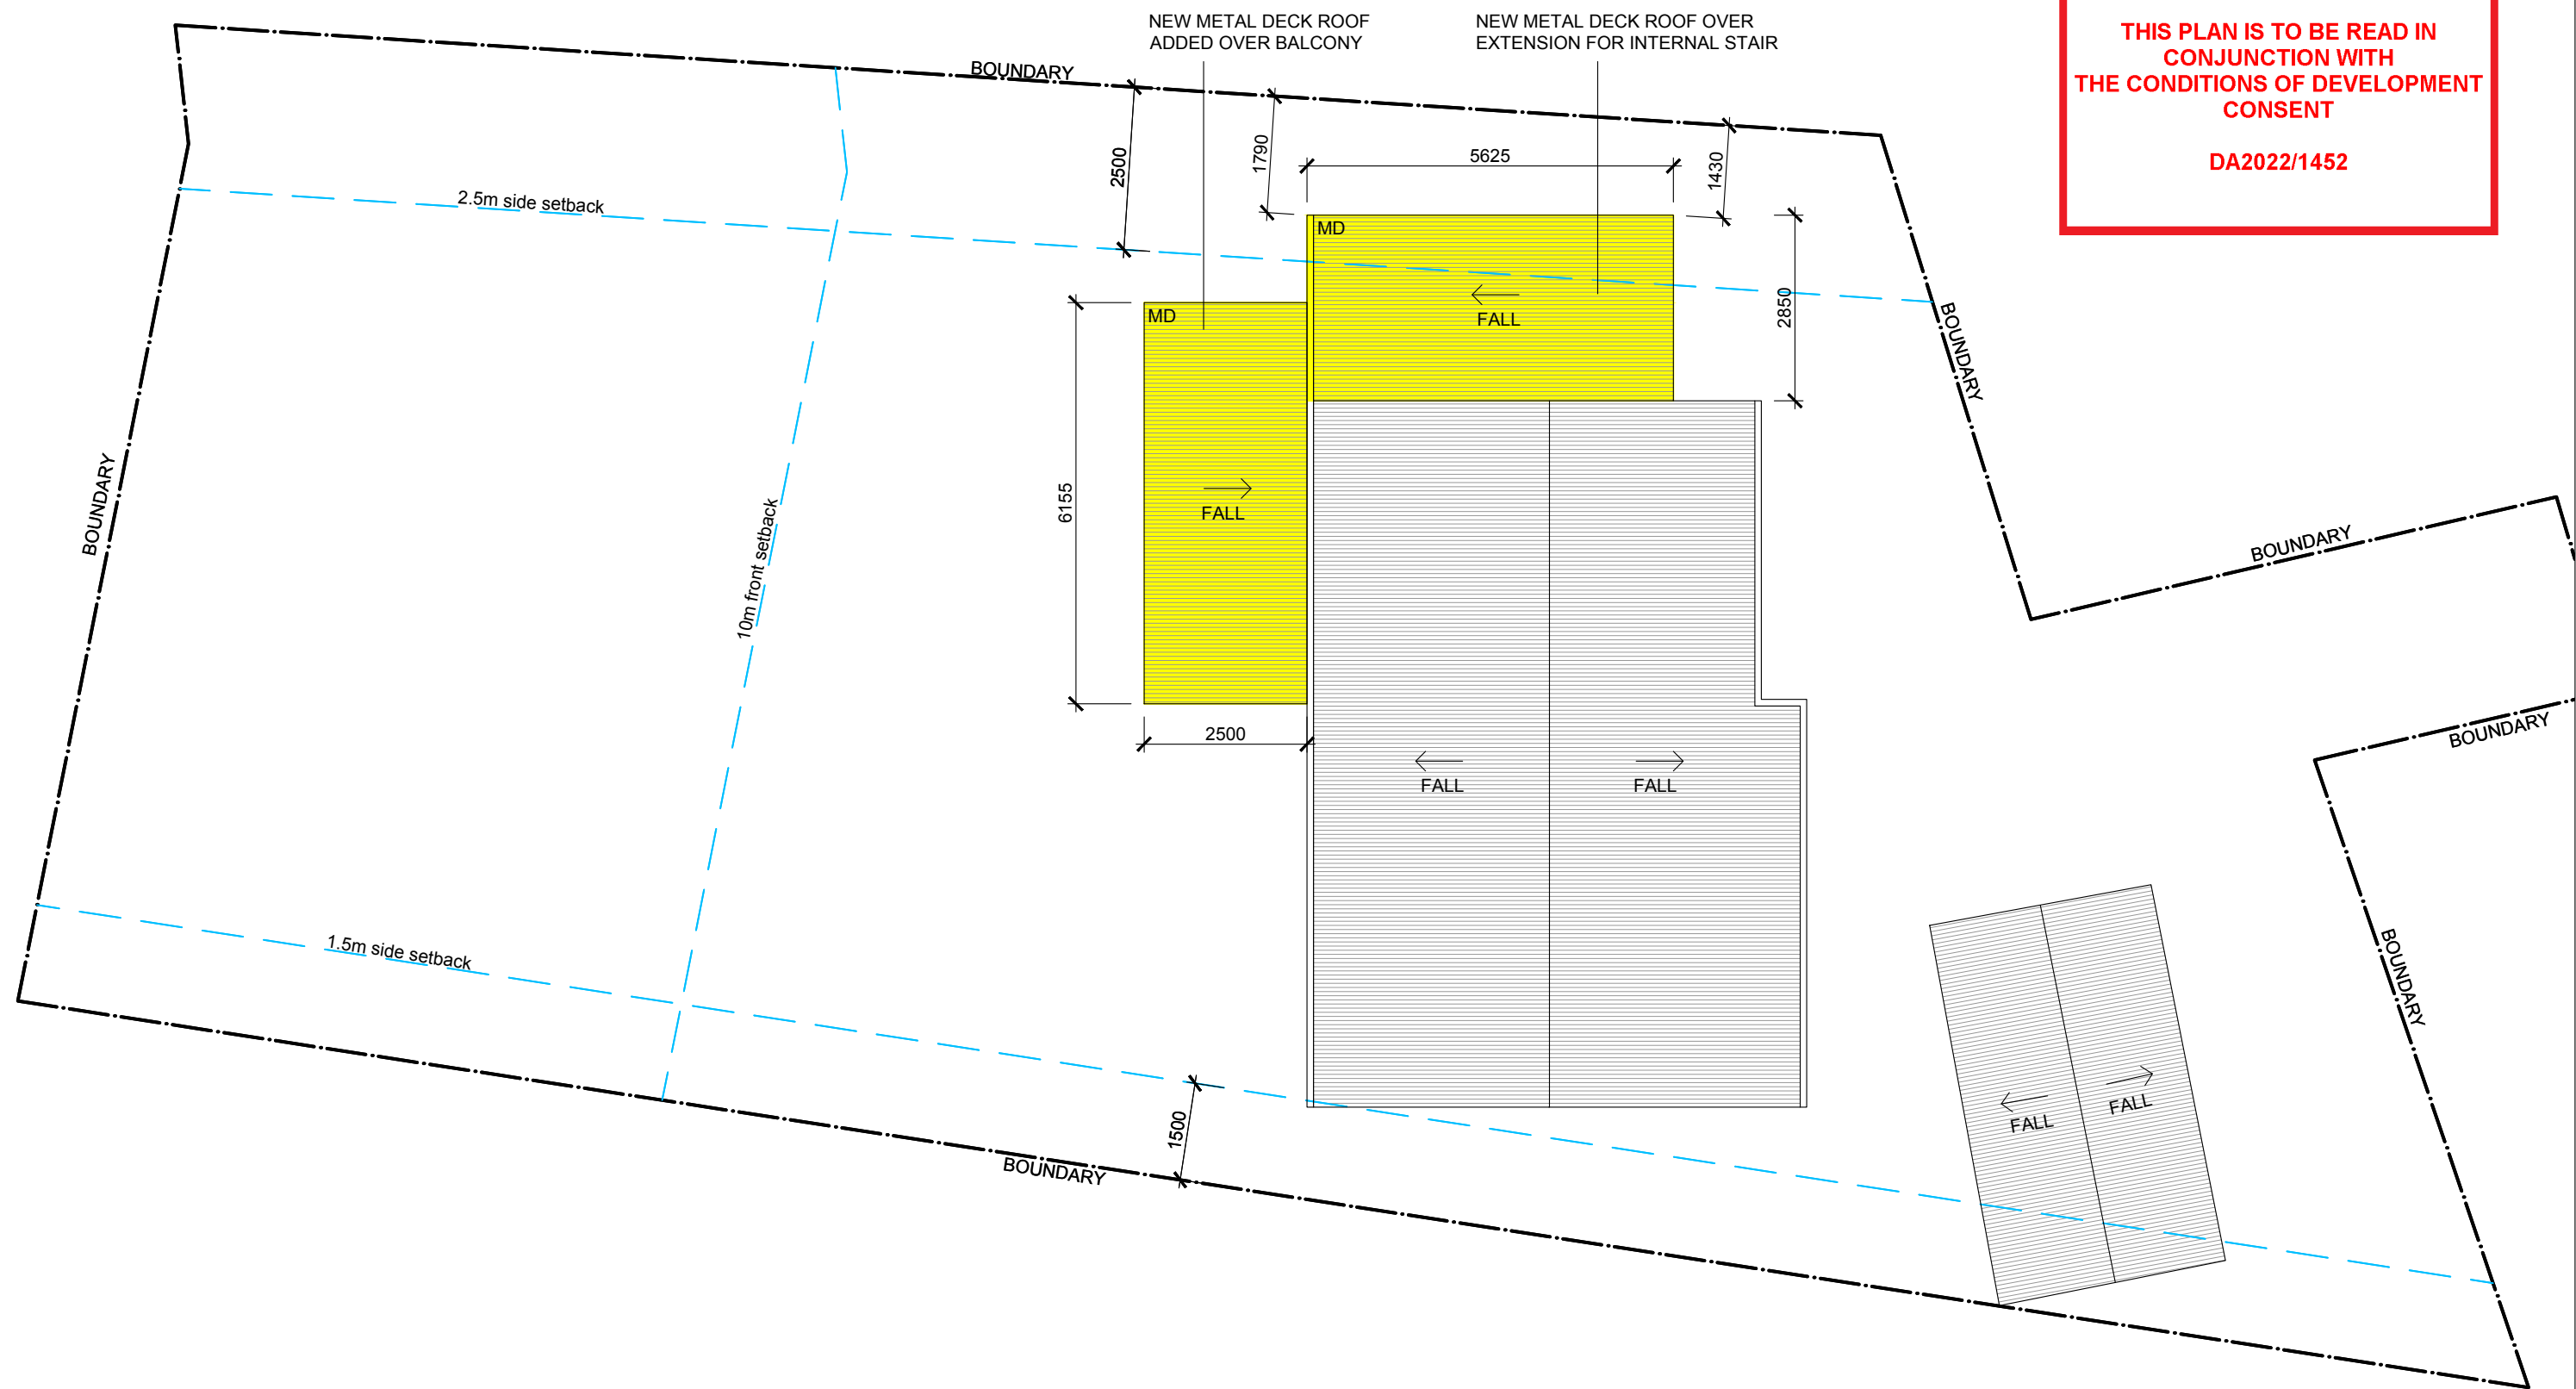 NEW METAL DECK ROOF
ADDED OVER BALCONY
NEW METAL DECK ROOF OVER
EXTENSION FOR INTERNAL STAIR
THIS PLAN IS TO BE READ IN
CONJUNCTION WITH
THE CONDITIONS OF DEVELOPMENT
CONSENT
DA2022/1452
BOUNDARY
2500
1790
5625
1430
2.5m side setback
MD
FALL
2850
BOUNDARY
MD
6155
FALL
BOUNDARY
10m front setback
BOUNDARY
BOUNDARY
2500
FALL
FALL
1.5m side setback
BOUNDARY
1500
BOUNDARY
FALL
FALL